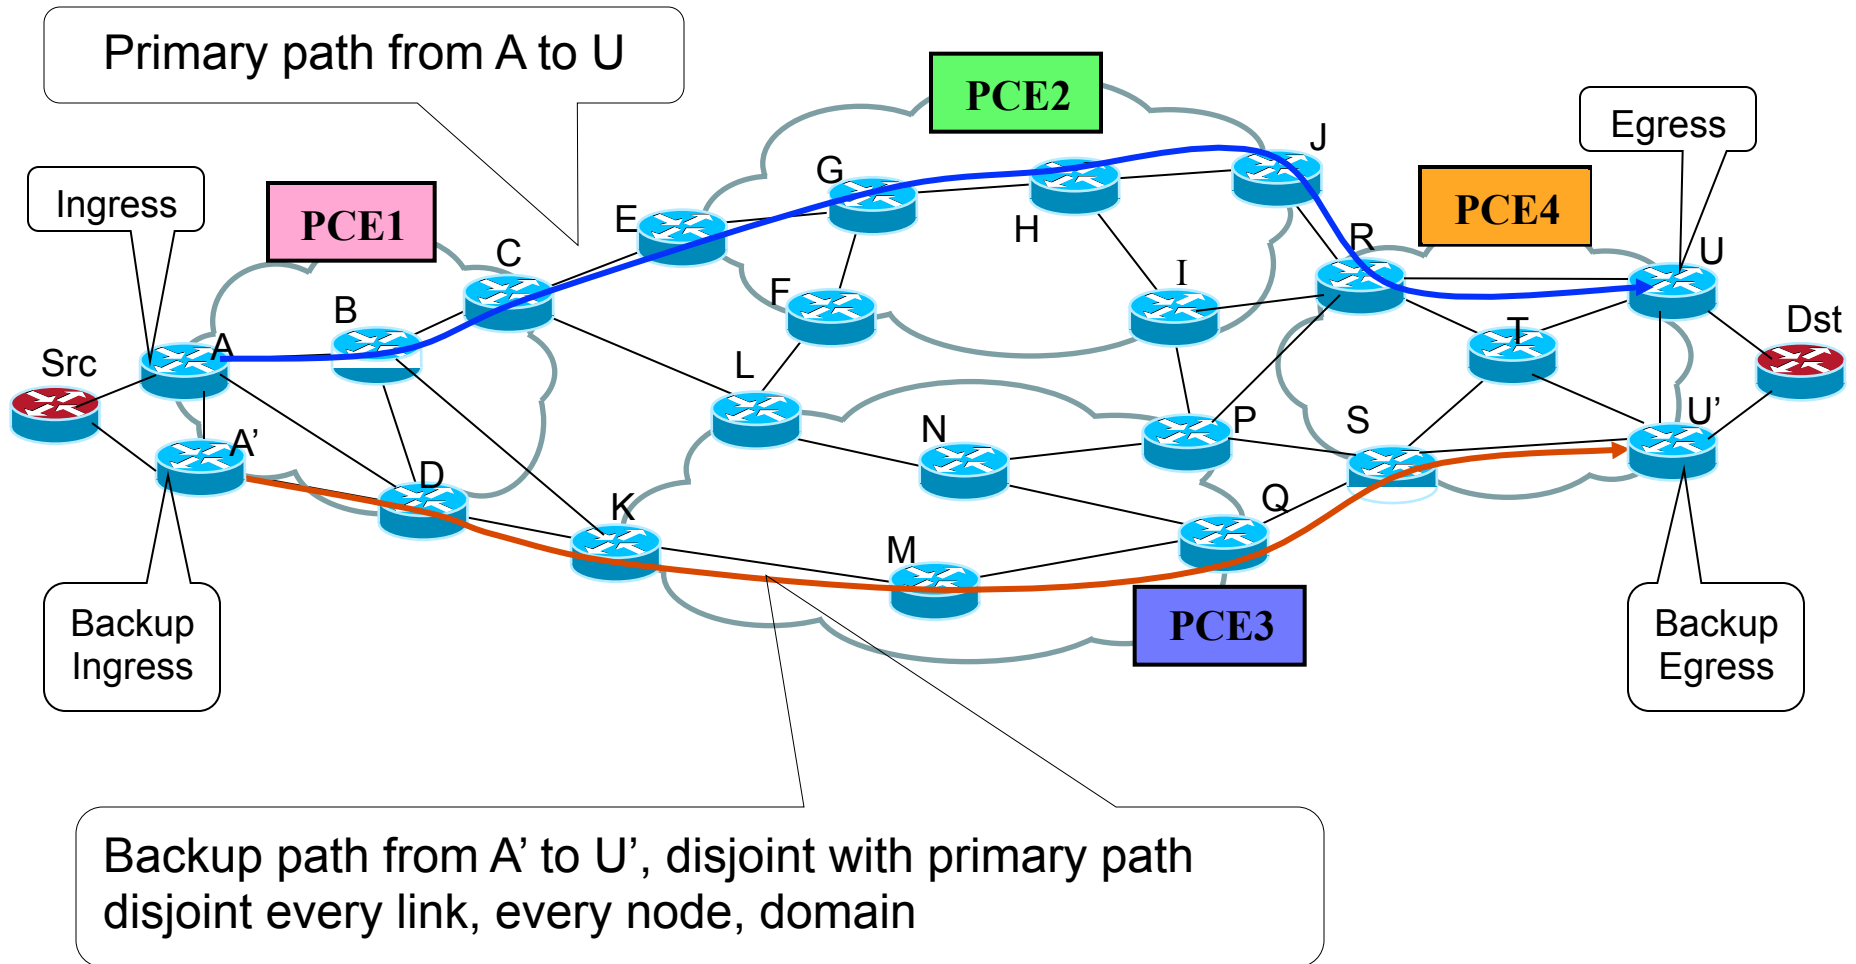 Primary path from A to U
PCE2
Egress
J
G
Ingress
PCE1
E
H
PCE4
R
U
C
I
F
B
T
Dst
A
Src
L
P
S
U’
N
A'
D
K
Q
M
Backup
Ingress
PCE3
Backup
Egress
Backup path from A’ to U’, disjoint with primary path
disjoint every link, every node, domain